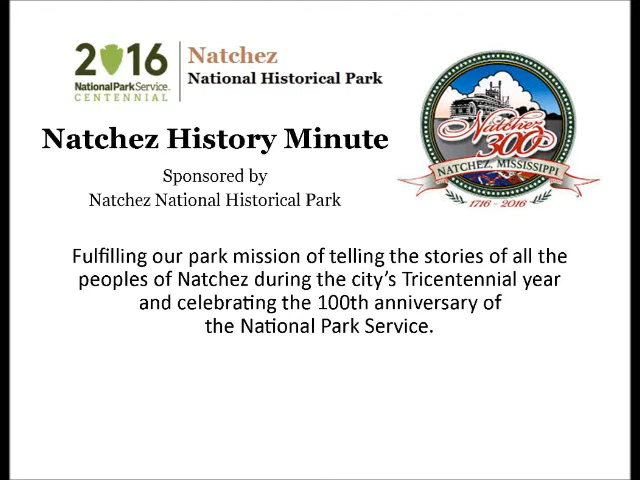 2016
National Park Service™
CENTENNIAL
Natchez
National Historical Park
Natchez History Minute
Sponsored by
Natchez National Historical Park
Natchez
300
NATCHEZ, MISSISSIPPI
1716 - 2016
Fulfilling our park mission of telling the stories of all the
peoples of Natchez during the city’s Tricentennial year
and celebrating the 100th anniversary of
the National Park Service.